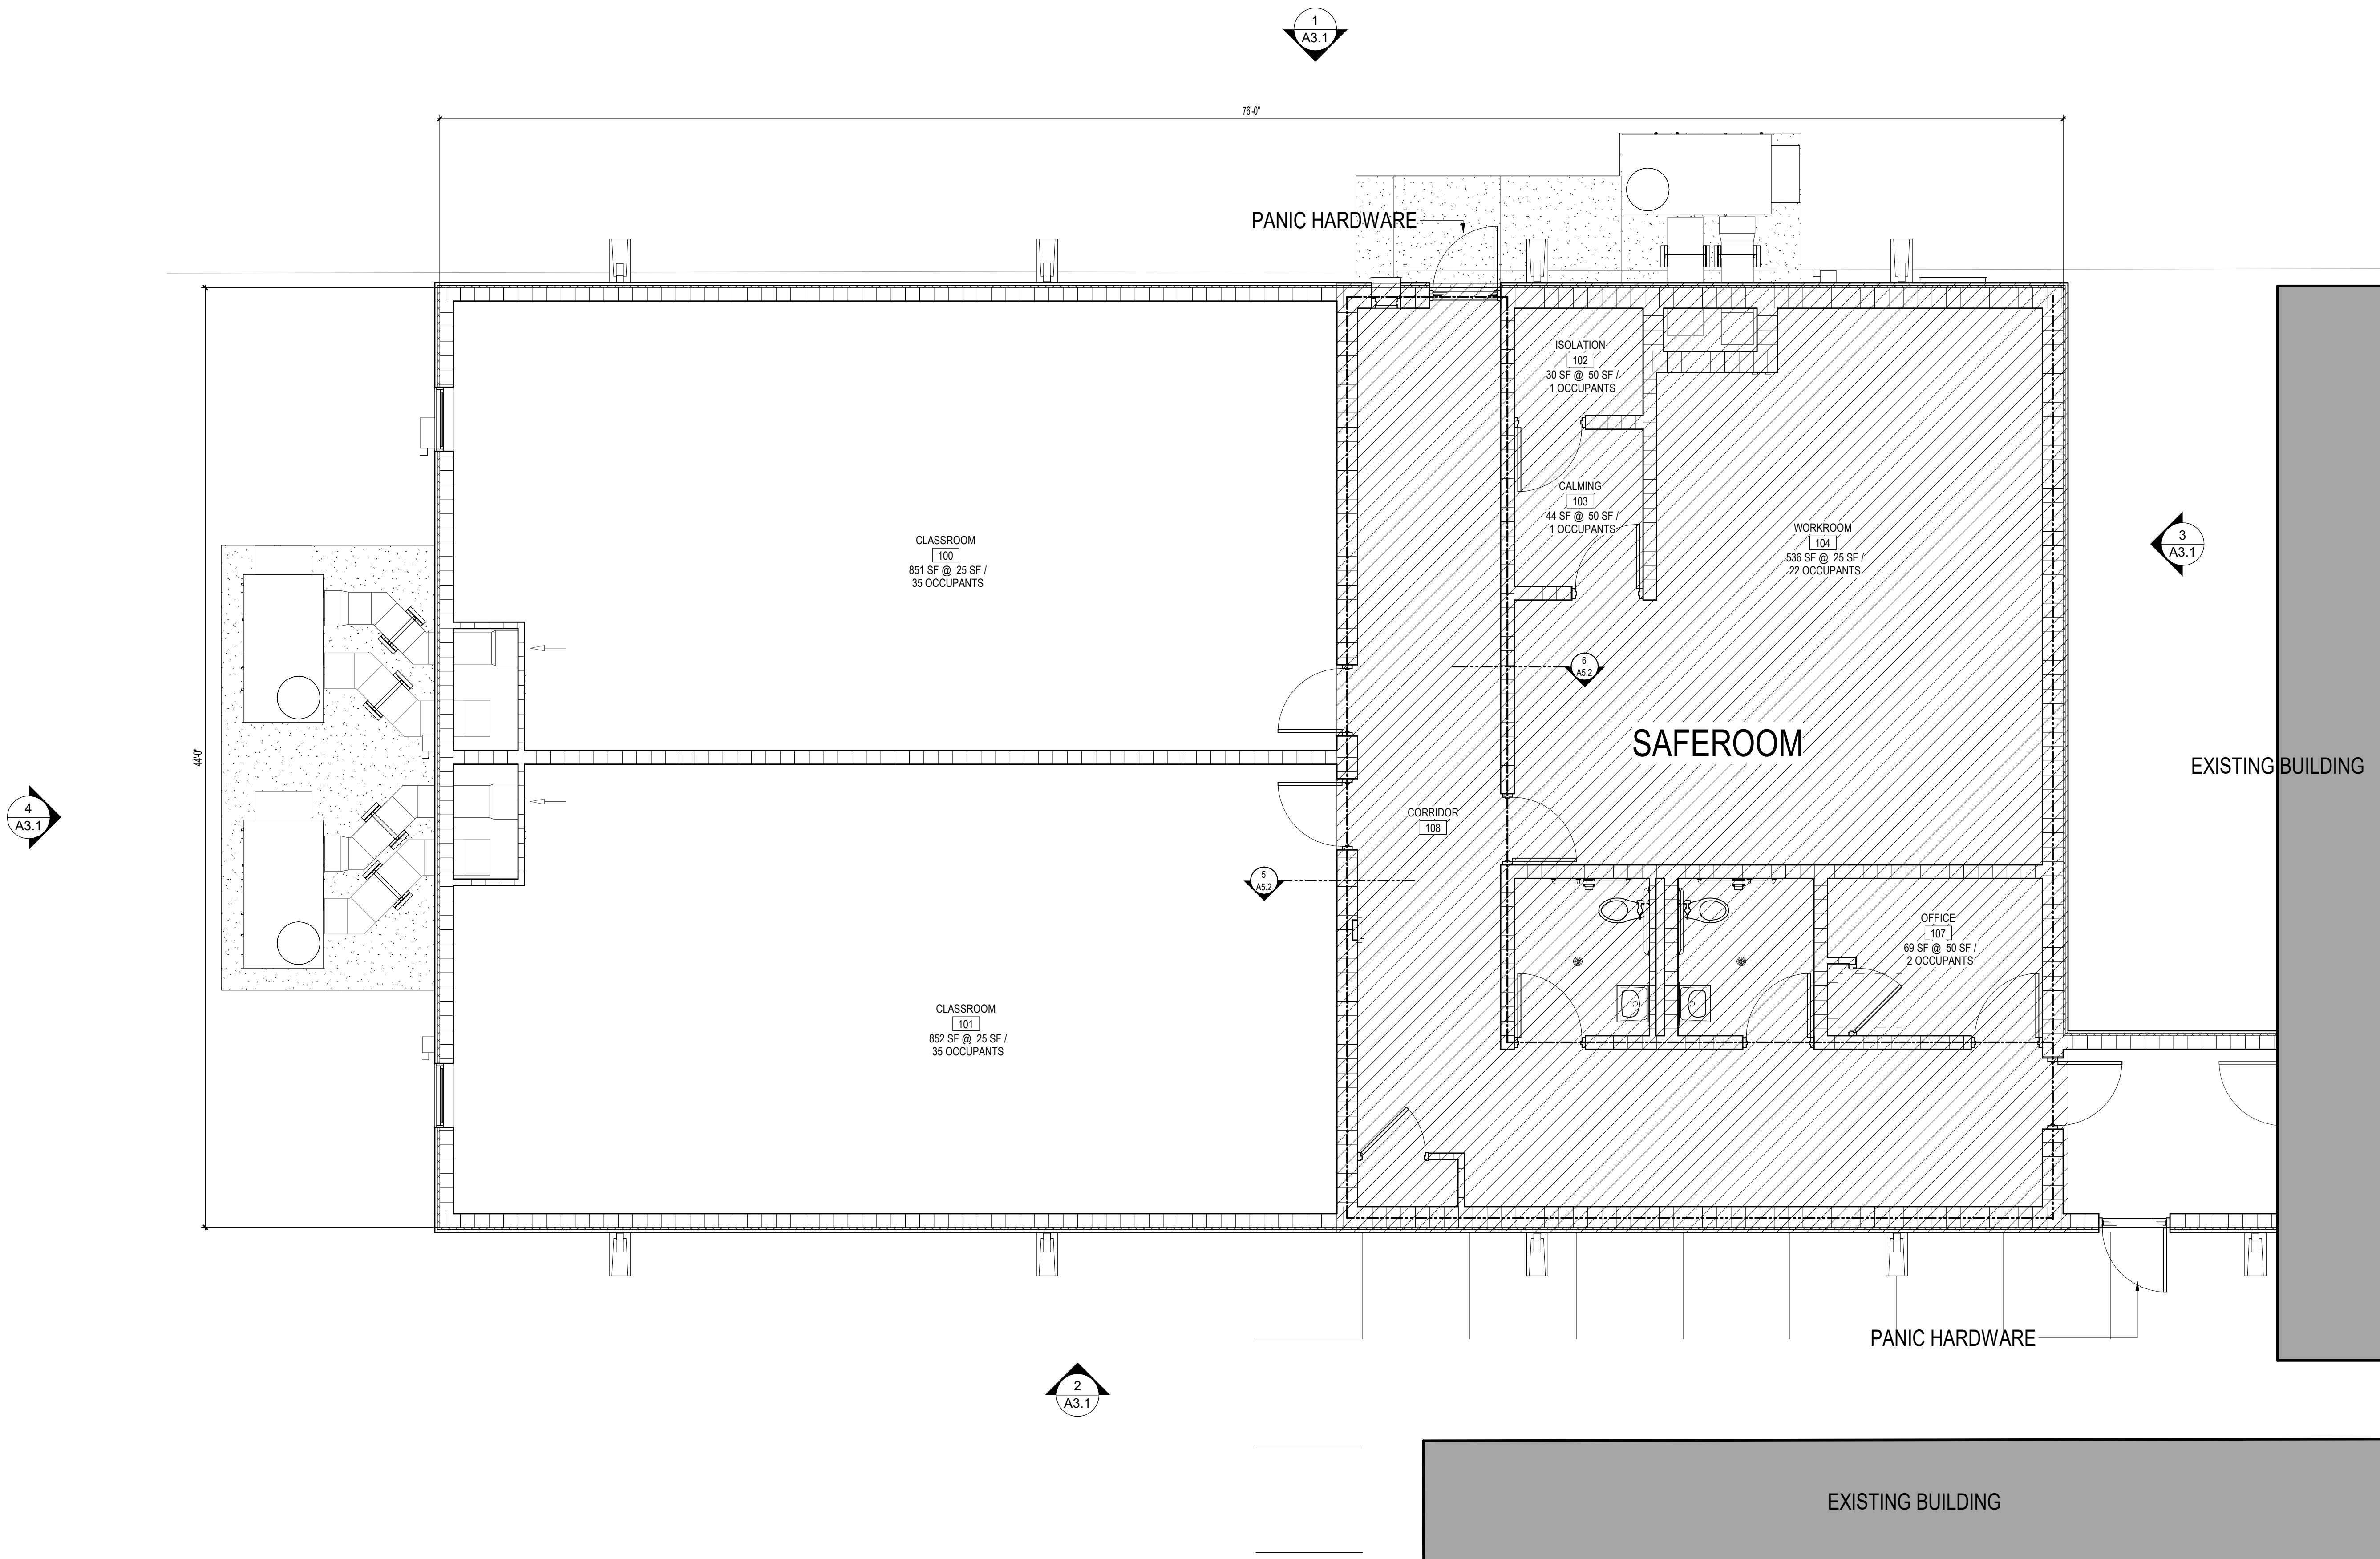 1
A3.1
76'-0"
PANIC HARDWARE
ISOLATION
102
30 SF @ 50 SF /
1 OCCUPANTS
CALMING
103
44 SF @ 50 SF /
1 OCCUPANTS
WORKROOM
104
536 SF @ 25 SF /
22 OCCUPANTS
CLASSROOM
100
851 SF @ 25 SF /
35 OCCUPANTS
3
A3.1
6
A5.2
SAFEROOM
44'-0"
EXISTING BUILDING
4
A3.1
CORRIDOR
108
5
A5.2
OFFICE
107
69 SF @ 50 SF /
2 OCCUPANTS
CLASSROOM
101
852 SF @ 25 SF /
35 OCCUPANTS
PANIC HARDWARE
2
A3.1
EXISTING BUILDING